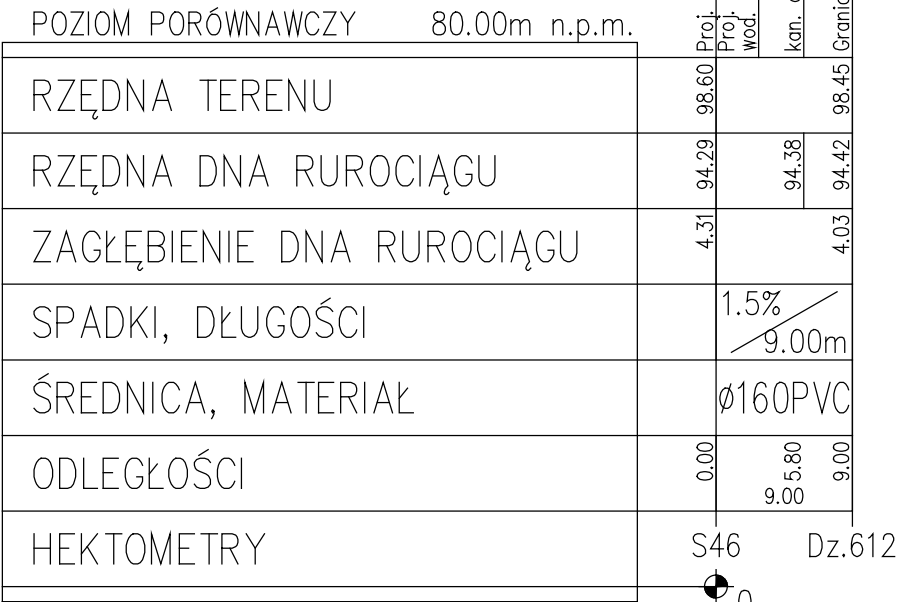 POZIOM PORÓWNAWCZY 80.00m n.p.m.
Proj.
Proj.
wod.
kan.
RZĘDNA TERENU 98.60 98.45
RZĘDNA DNA RUROCIĄGU 94.29 94.38 94.42
ZAGŁĘBIENIE DNA RUROCIĄGU 4.31 4.03
SPADKI, DŁUGOŚCI 1.5% 9.00m
ŚREDNICA, MATERIAŁ ø160PVC
ODLEGŁOŚCI 0.00 5.80 9.00
9.00
HEKTOMETRY S46 Dz.612